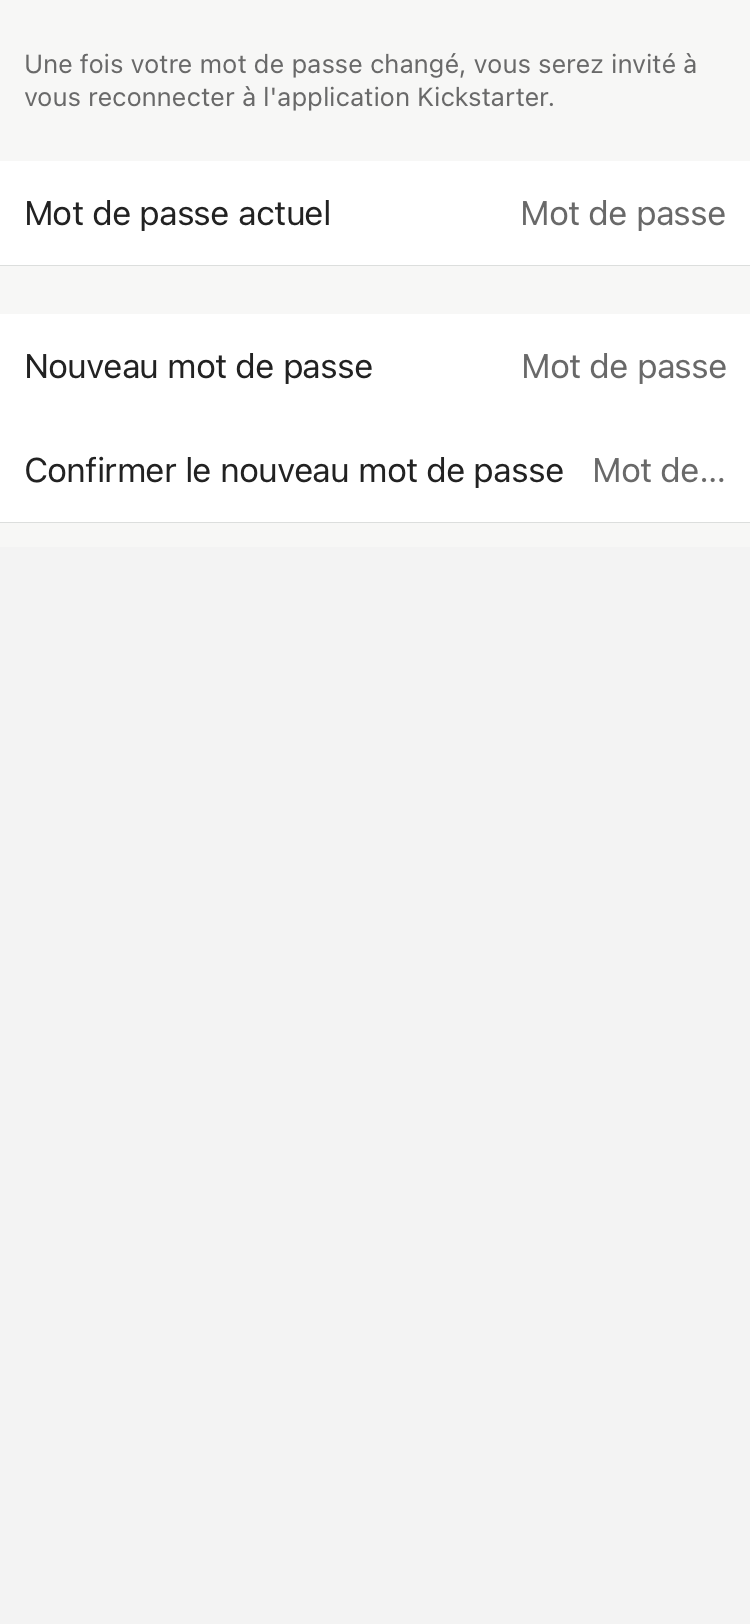 Une fois votre mot de passe changé, vous serez invité à
vous reconnecter à l'application Kickstarter.
Mot de passe actuel Mot de passe
Nouveau mot de passe Mot de passe
Confirmer le nouveau mot de passe Mot de...